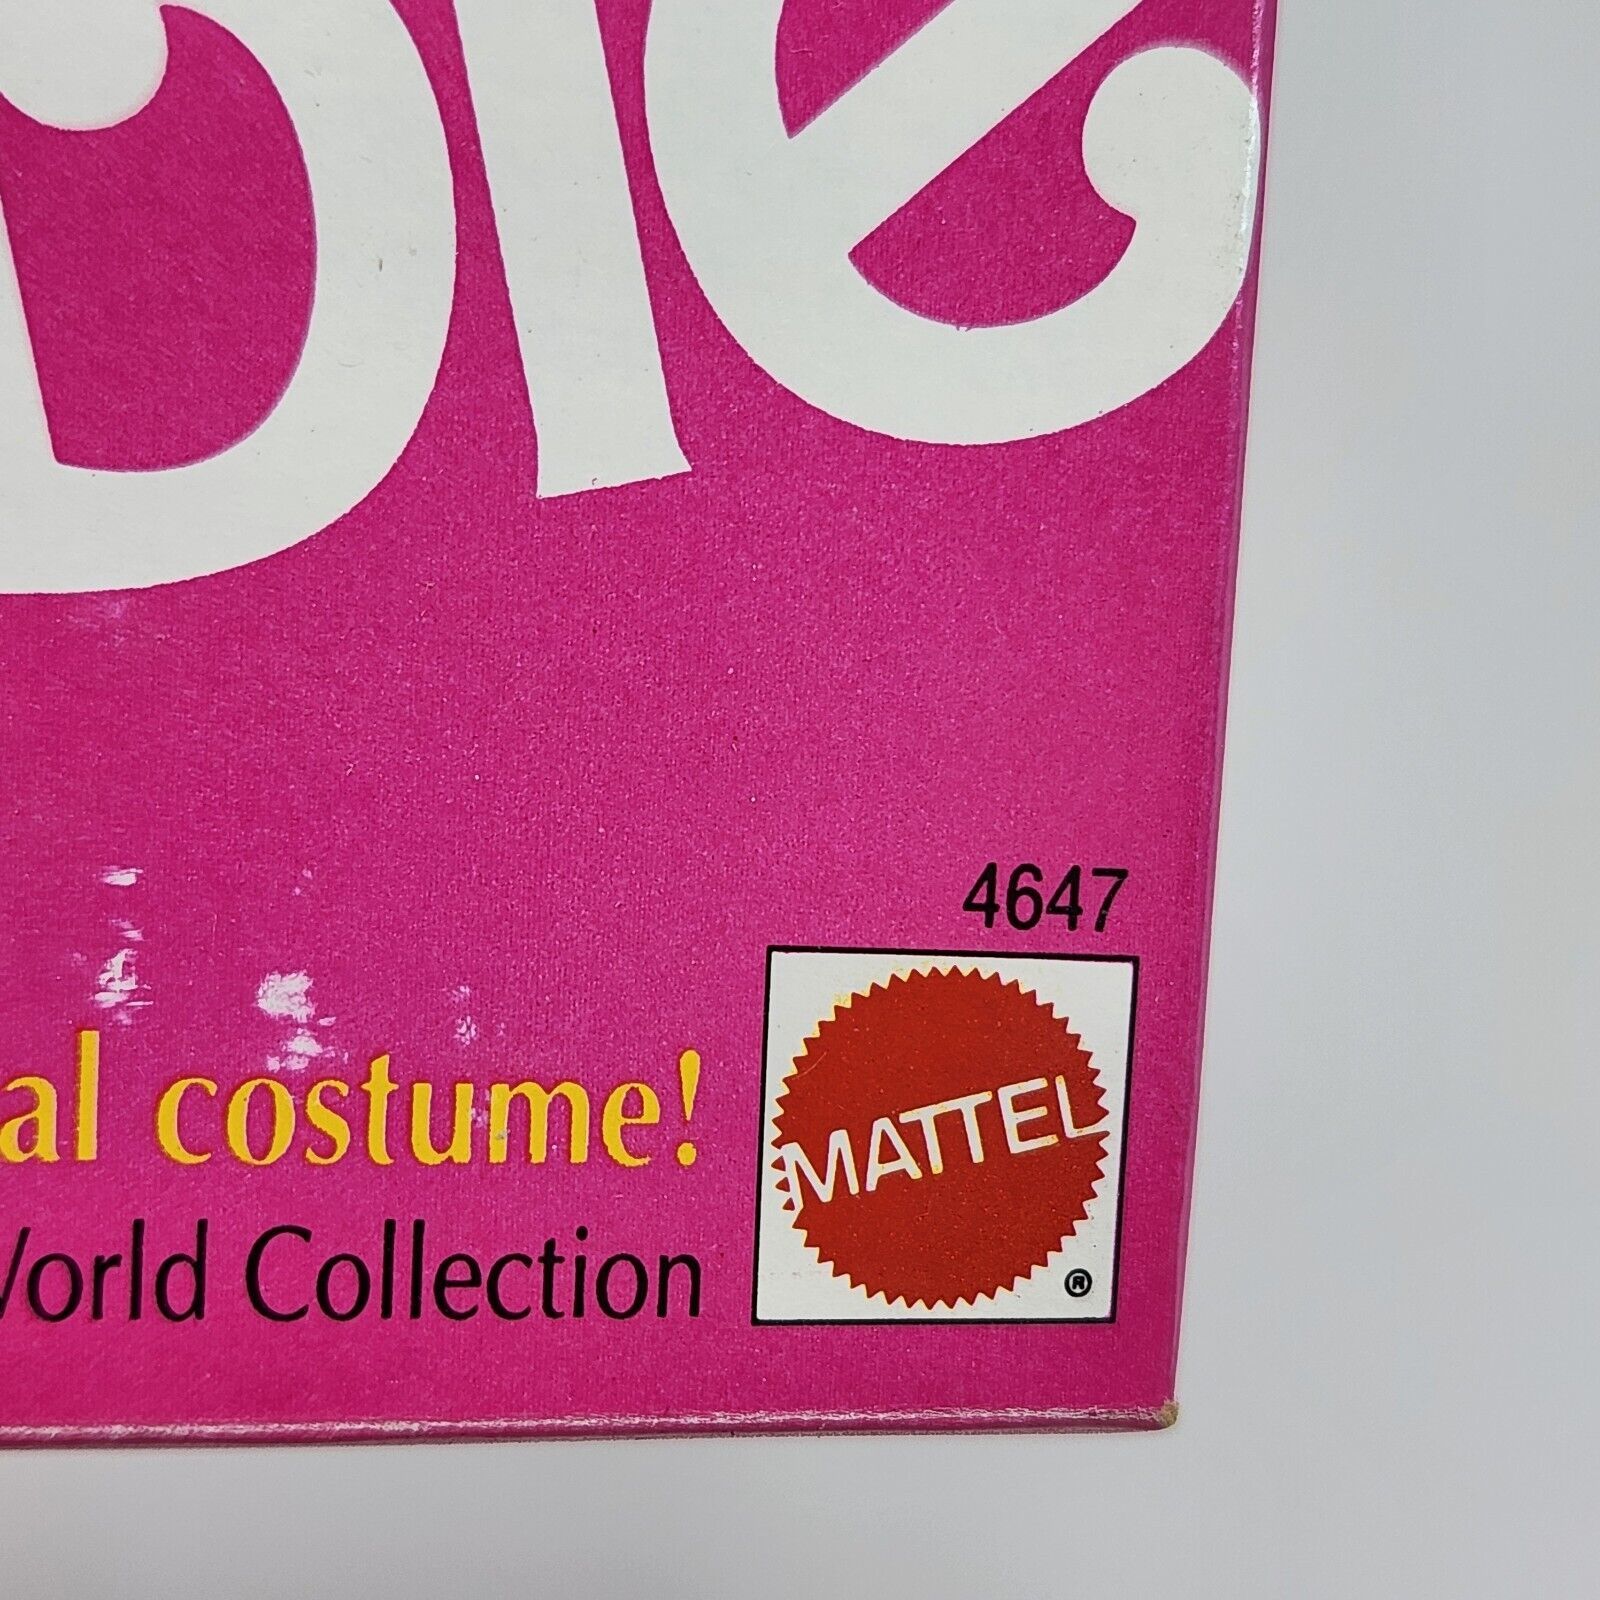 4647
al costume!
World Collection
MATTEL
®